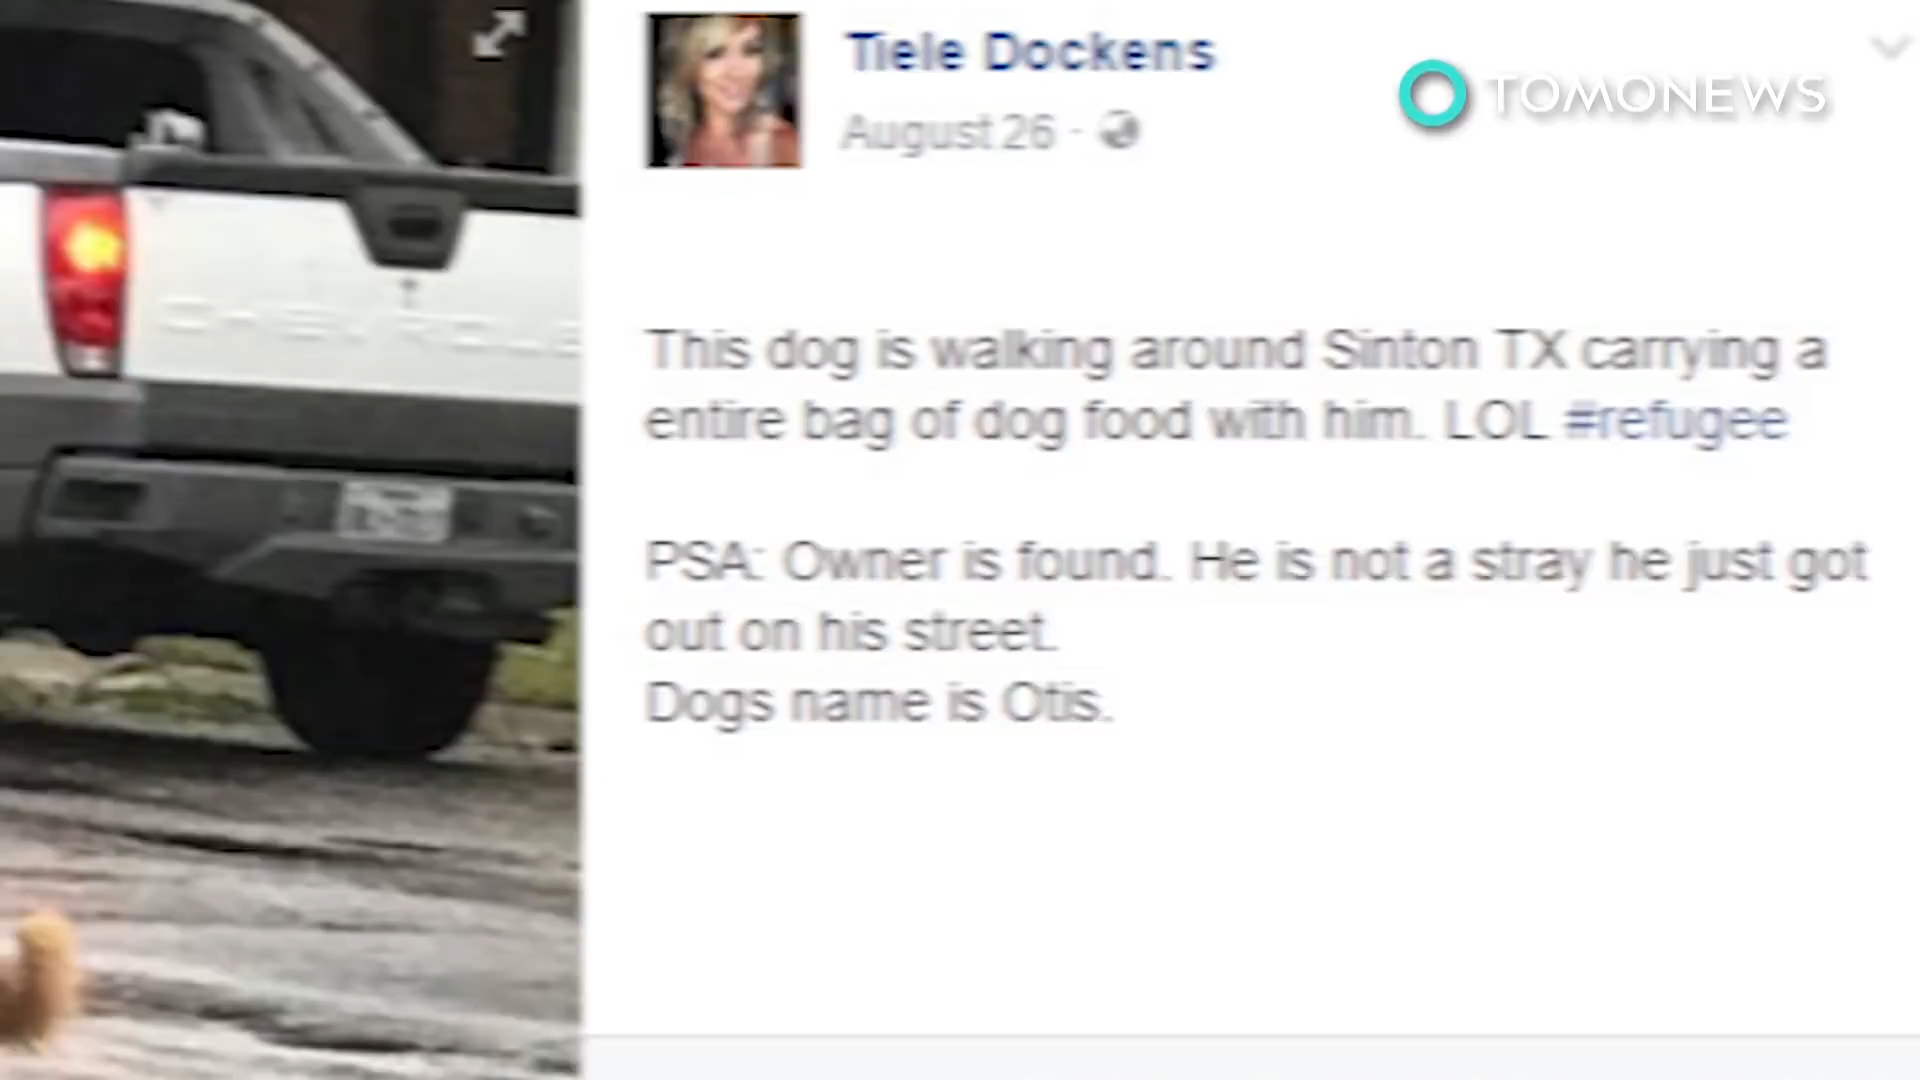 Tiele Dockens
August 26
TOMONEWS
CHEVROLE
This dog is walking around Sinton TX carrying a
entire bag of dog food with him. LOL #refugee
PSA: Owner is found. He is not a stray he just got
out on his street.
Dogs name is Otis.